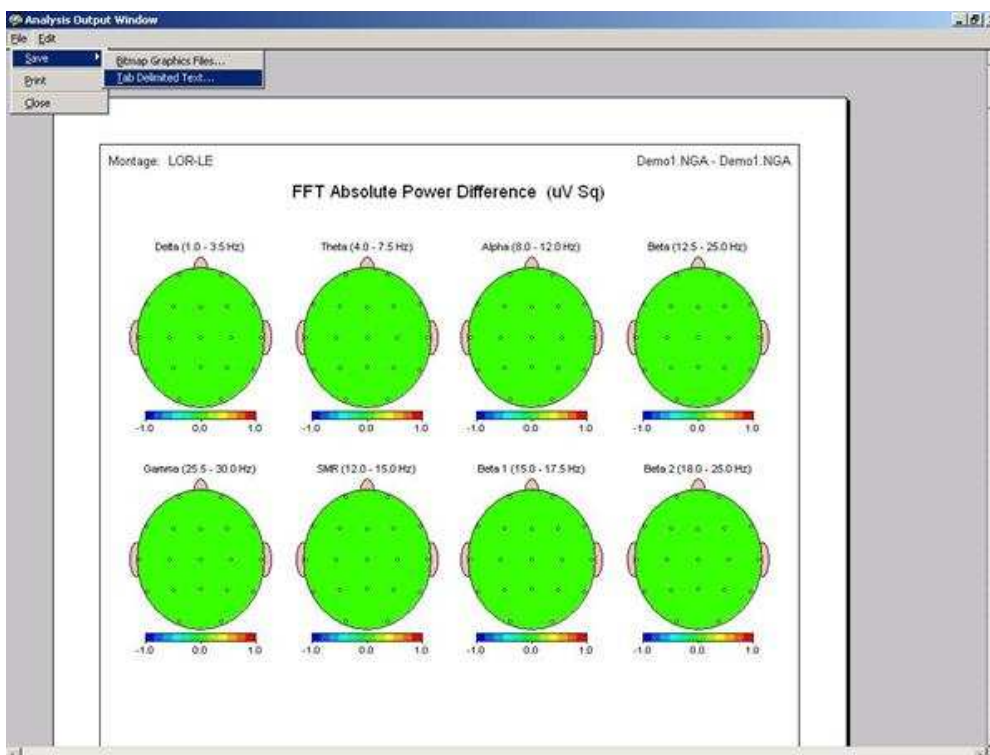 Analysis Output Window
File Edit
Save
Bitmap Graphics Files...
Tab Delimited Text...
Print
Close
Montage: LOR-LE
Demo1.NGA - Demo1.NGA
FFT Absolute Power Difference (uV Sq)
Delta (1.0 - 3.5 Hz)
Theta (4.0 - 7.5 Hz)
Alpha (8.0 - 12.0 Hz)
Beta (12.5 - 25.0 Hz)
-1.0 0.0 1.0
-1.0 0.0 1.0
-1.0 0.0 1.0
-1.0 0.0 1.0
Gamma (25.5 - 30.0 Hz)
SMR (12.0 - 15.0 Hz)
Beta 1 (15.0 - 17.5 Hz)
Beta 2 (18.0 - 25.0 Hz)
-1.0 0.0 1.0
-1.0 0.0 1.0
-1.0 0.0 1.0
-1.0 0.0 1.0